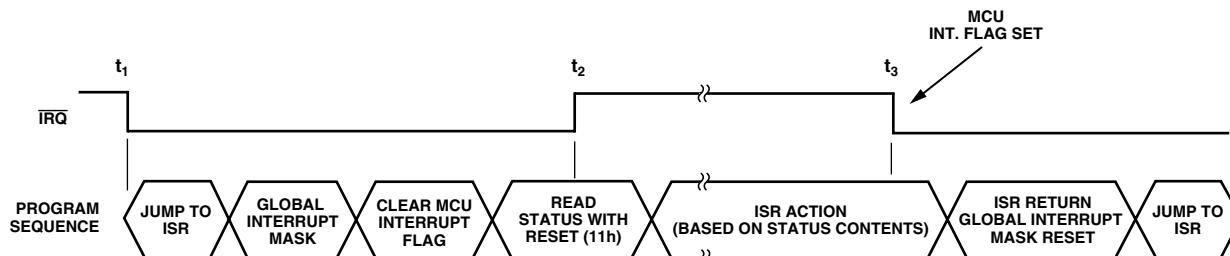 MCU
INT. FLAG SET
t1
t2
t3
IRQ
PROGRAM
SEQUENCE
JUMP TO
ISR
GLOBAL
INTERRUPT
MASK
CLEAR MCU
INTERRUPT
FLAG
READ
STATUS WITH
RESET (11h)
ISR ACTION
(BASED ON STATUS CONTENTS)
ISR RETURN
GLOBAL INTERRUPT
MASK RESET
JUMP TO
ISR